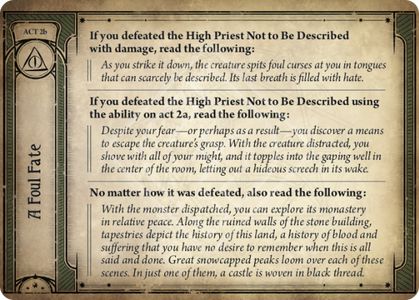 ACT 2b
A Foul Fate
If you defeated the High Priest Not to Be Described
with damage, read the following:
As you strike it down, the creature spits foul curses at you in tongues
that can scarcely be described. Its last breath is filled with hate.
If you defeated the High Priest Not to Be Described using
the ability on act 2a, read the following:
Despite your fear—or perhaps as a result—you discover a means
to escape the creature's grasp. With the creature distracted, you
shove with all of your might, and it topples into the gaping well in
the center of the room, letting out a hideous screech in its wake.
No matter how it was defeated, also read the following:
With the monster dispatched, you can explore its monastery
in relative peace. Along the ruined walls of the stone building,
tapestries depict the history of this land, a history of blood and
suffering that you have no desire to remember when this is all
said and done. Great snowcapped peaks loom over each of these
scenes. In just one of them, a castle is woven in black thread.